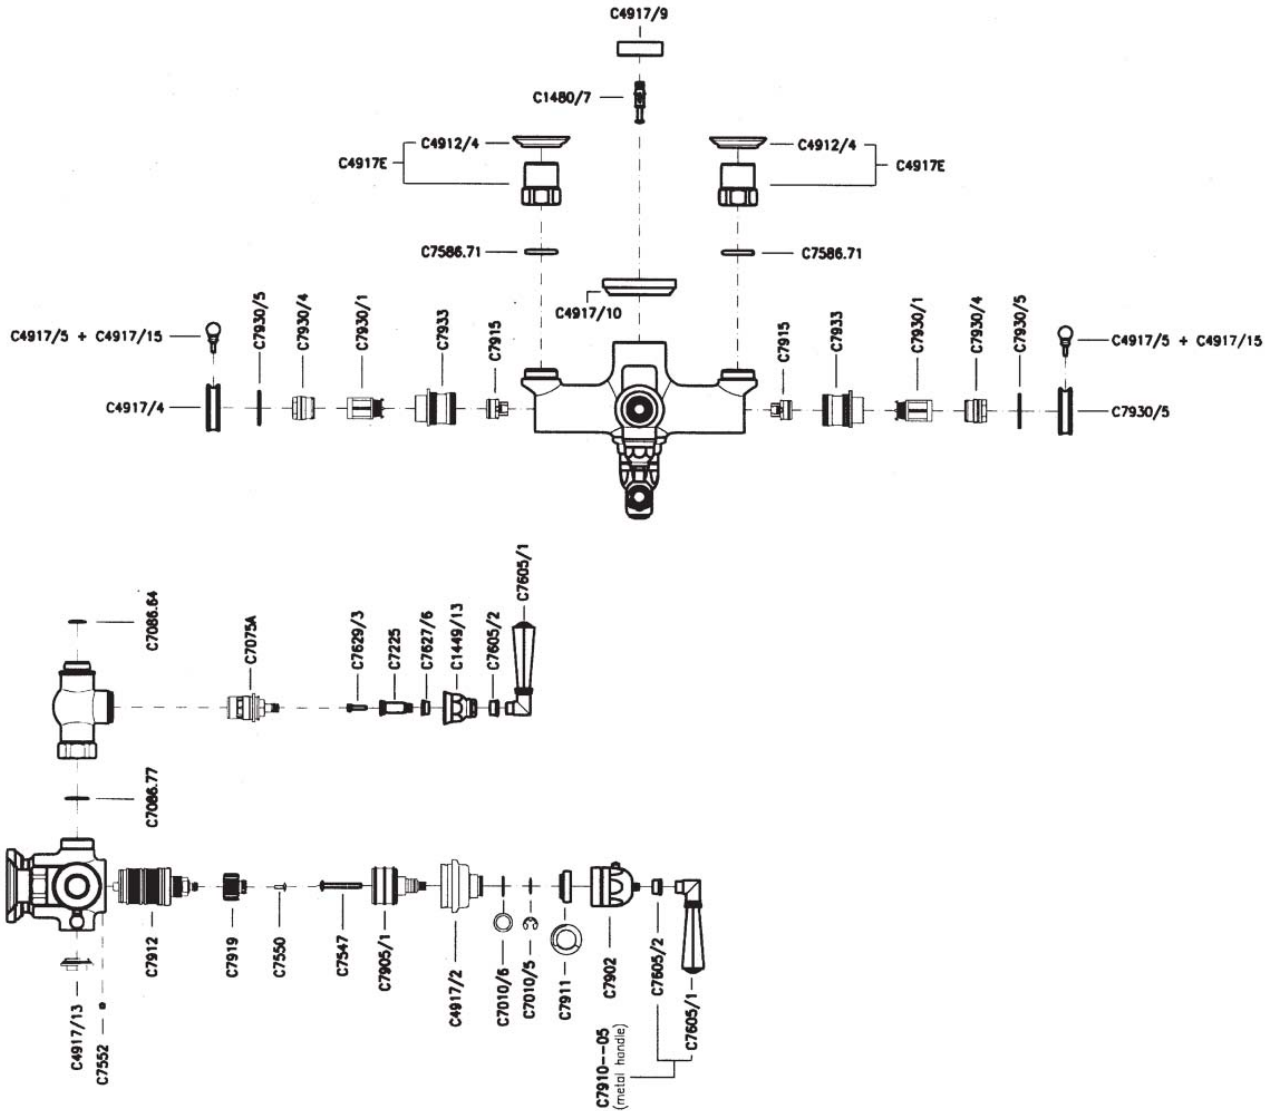 C4917/9
C1480/7
C4912/4
C4917E
C4912/4
C4917E
C7586.71
C7586.71
C4917/10
C4917/5 + C4917/15
C7930/5
C7930/4
C7930/1
C7933
C7915
C7915
C7933
C7930/1
C7930/4
C7930/5
C4917/5 + C4917/15
C4917/4
C7930/5
C7086.64
C7075A
C7629/3
C7225
C7627/6
C1449/13
C7605/2
C7605/1
C7086.77
C4917/13
C7552
C7912
C7919
C7550
C7547
C7905/1
C4917/2
C7010/6
C7010/5
C7911
C7902
C7605/2
C7605/1
C7910--05
(metal handle)